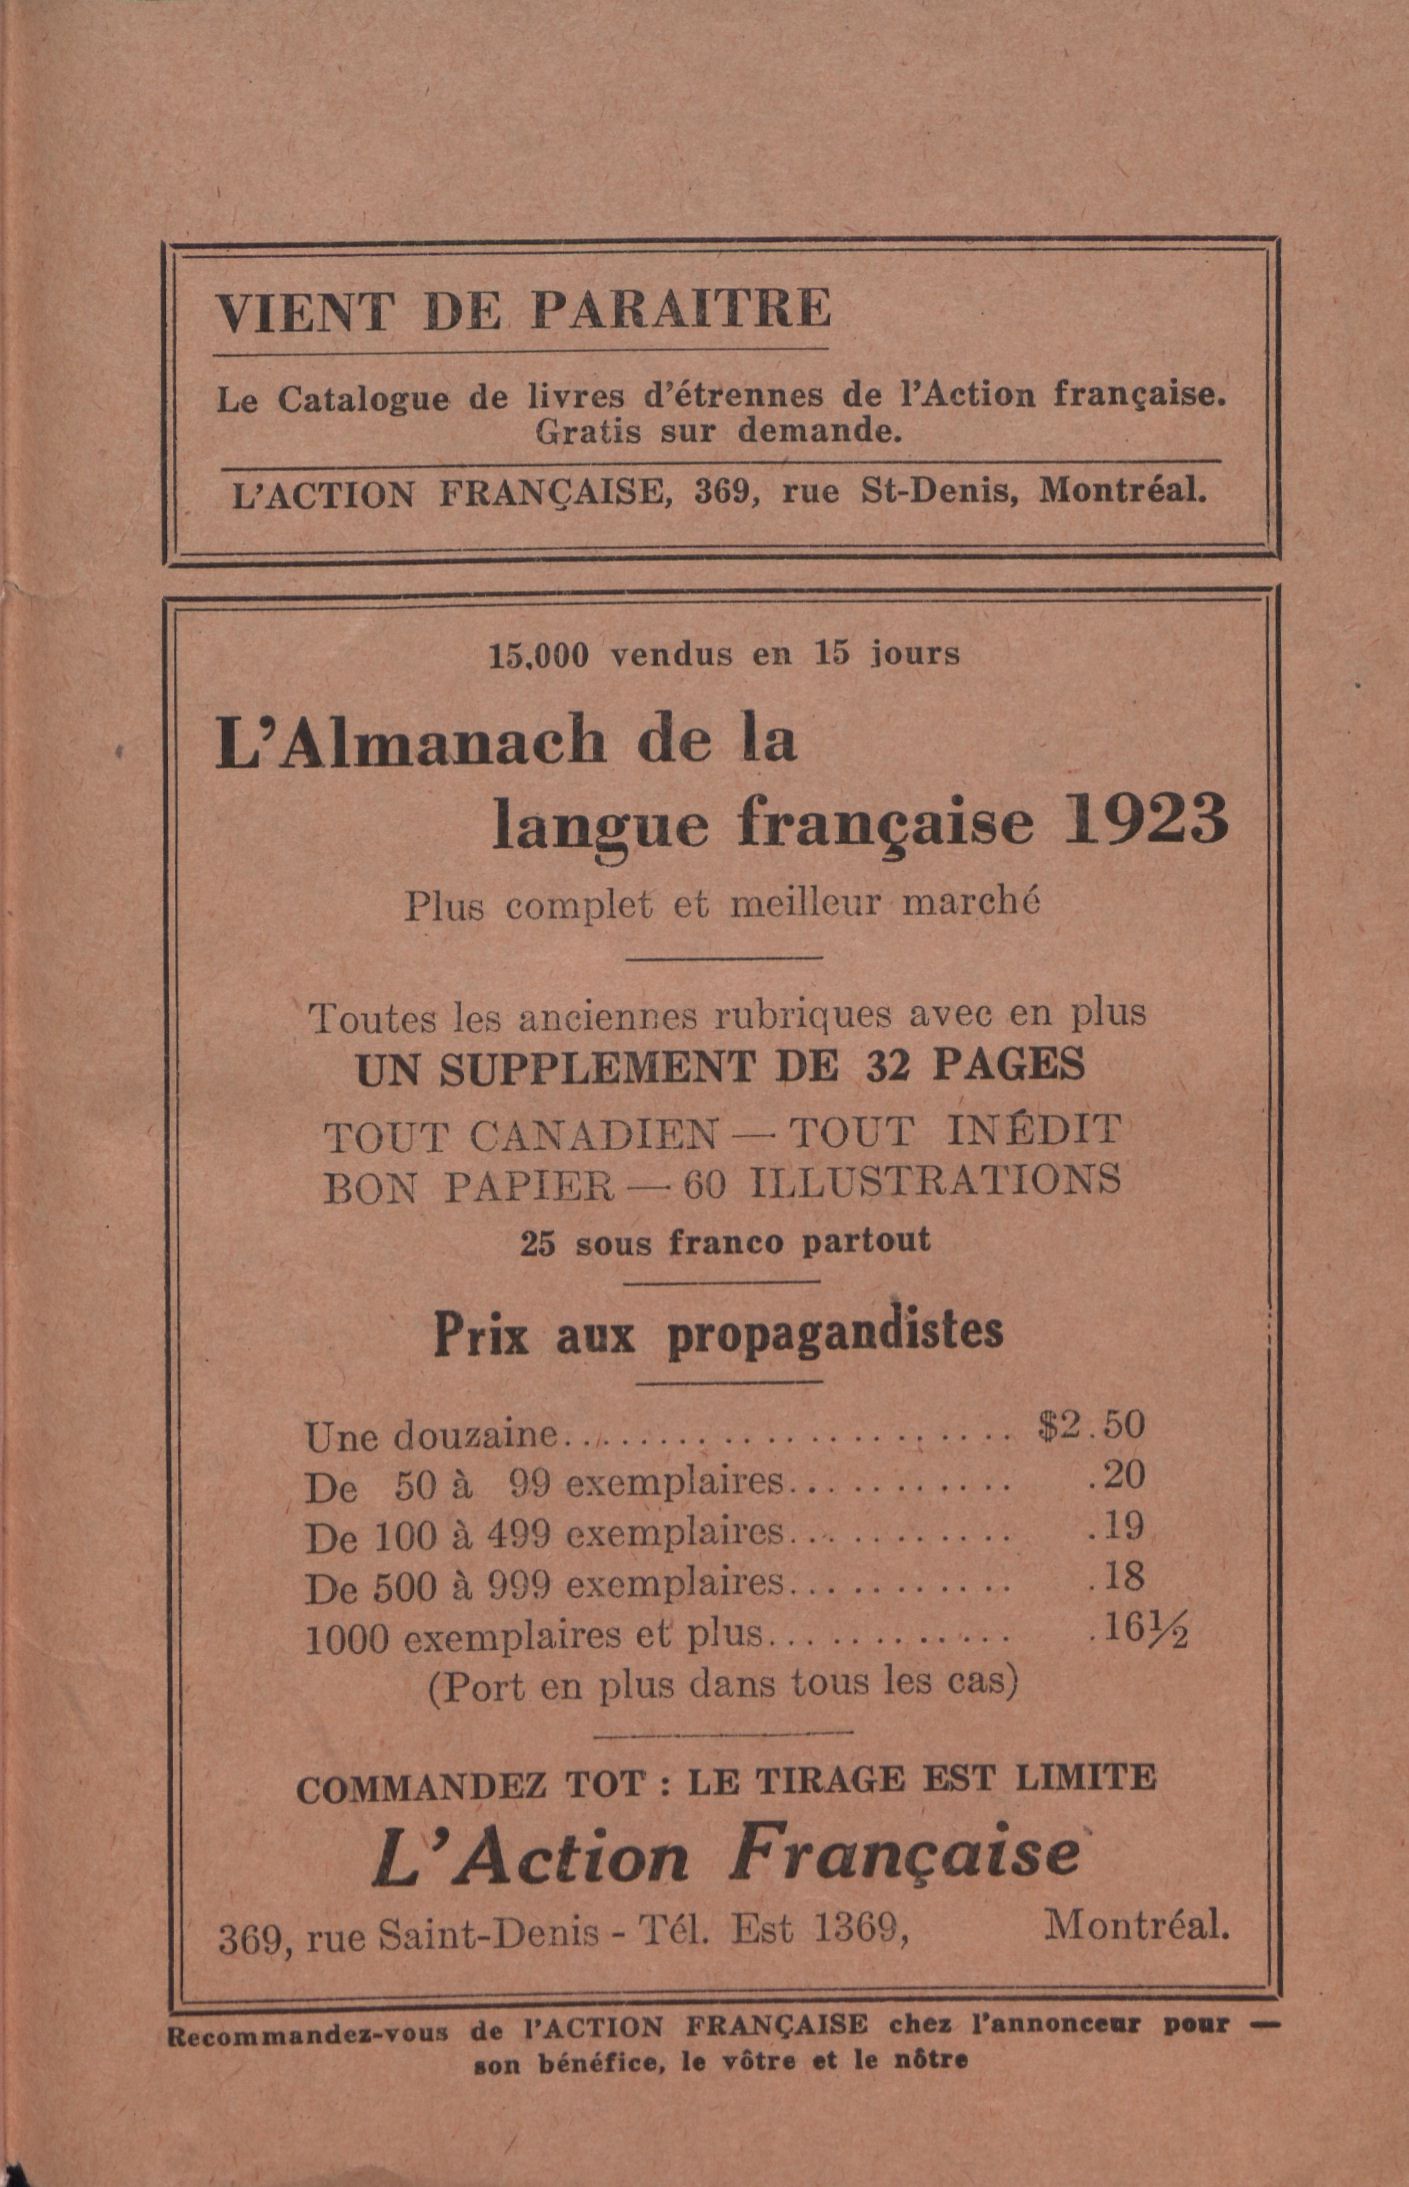 VIENT DE PARAITRE
Le Catalogue de livres d'étrennes de l'Action française.
Gratis sur demande.
L'ACTION FRANÇAISE, 369, rue St-Denis, Montréal.
15.000 vendus en 15 jours
L'Almanach de la
langue française 1923
Plus complet et meilleur marché
Toutes les anciennes rubriques avec en plus
UN SUPPLEMENT DE 32 PAGES
TOUT CANADIEN — TOUT INÉDIT
BON PAPIER — 60 ILLUSTRATIONS
25 sous franco partout
Prix aux propagandistes
Une douzaine........................ $2.50
De 50 à 99 exemplaires............ .20
De 100 à 499 exemplaires............ .19
De 500 à 999 exemplaires............ .18
1000 exemplaires et plus............. .16½
(Port en plus dans tous les cas)
COMMANDEZ TOT : LE TIRAGE EST LIMITE
L'Action Française
369, rue Saint-Denis - Tél. Est 1369, Montréal.
Recommandez-vous de l'ACTION FRANÇAISE chez l'annonceur pour —
son bénéfice, le vôtre et le nôtre